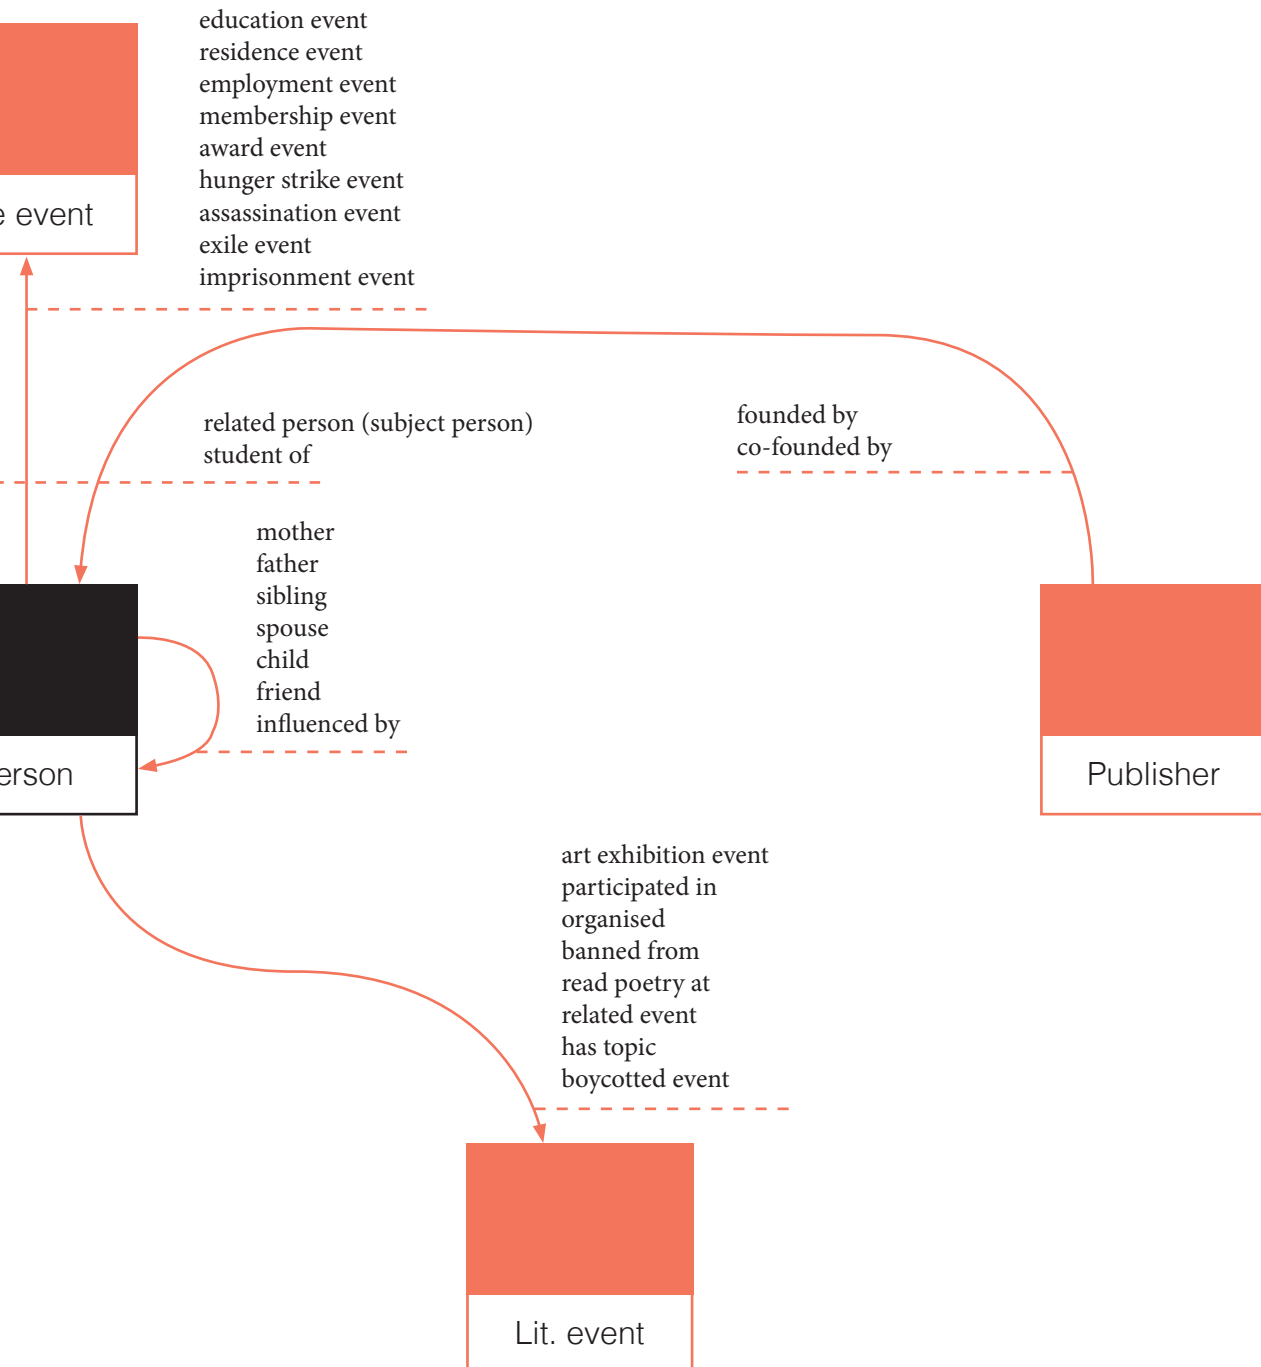 education event
residence event
employment event
membership event
award event
hunger strike event
assassination event
exile event
imprisonment event
e event
related person (subject person)
student of
founded by
co-founded by
mother
father
sibling
spouse
child
friend
influenced by
erson
Publisher
art exhibition event
participated in
organised
banned from
read poetry at
related event
has topic
boycotted event
Lit. event